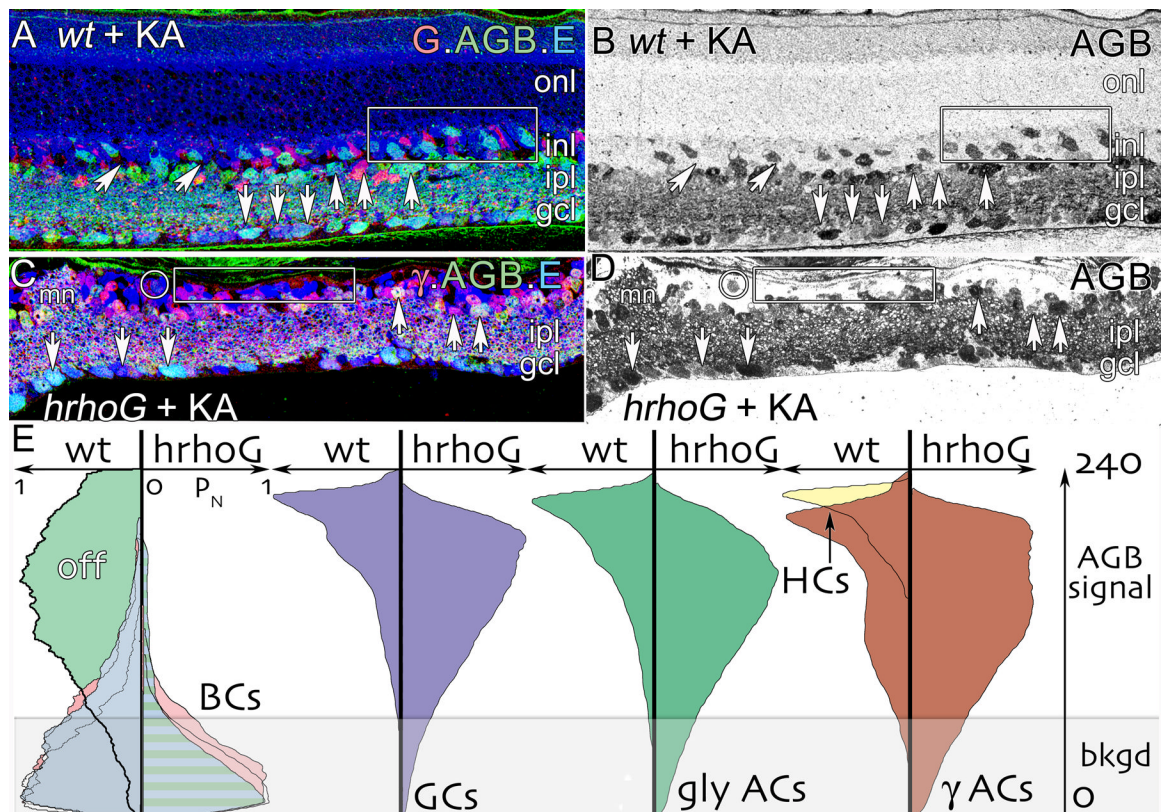 A wt + KA
G.AGB.E
onl
inl
ipl
gcl
B wt + KA
AGB
onl
inl
ipl
gcl
C
γ.AGB.E
mn
ipl
gcl
hrhoG + KA
D
AGB
mn
ipl
gcl
hrhoG + KA
E
wt hrhoG
wt hrhoG
wt hrhoG
wt hrhoG
1 0 P_N 1
240
off
HCs
AGB
signal
BCs
GCs
gly ACs
γ ACs
bkgd
0